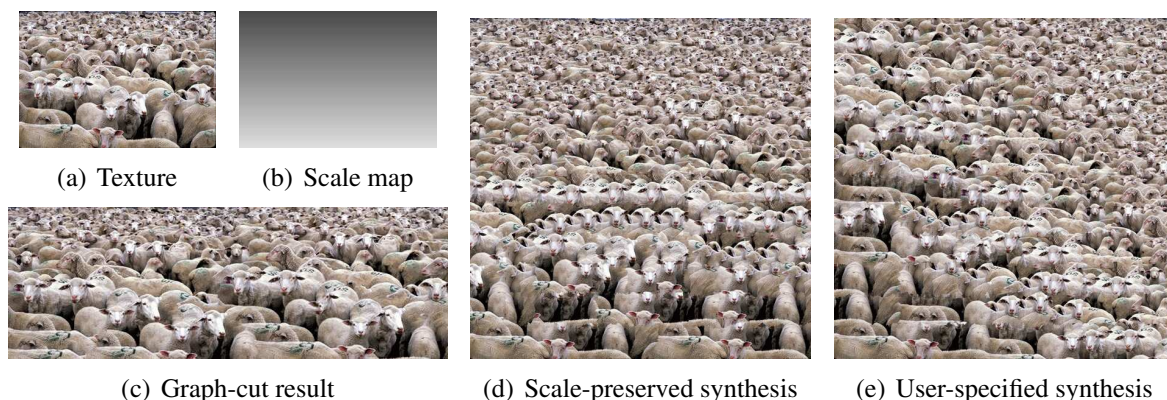 (a) Texture
(b) Scale map
(c) Graph-cut result
(d) Scale-preserved synthesis
(e) User-specified synthesis